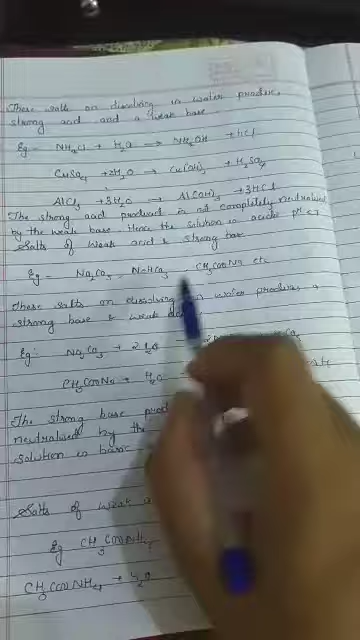 These salts on dissolving in water produce
strong acid and a weak base
Eg - NH4Cl + H2O → NH4OH + HCl
CuSO4 + 2H2O → Cu(OH)2 + H2SO4
AlCl3 + 3H2O → Al(OH)3 + 3HCl
The strong acid produced is not completely neutralised
by the weak base. Hence the solution is acidic pH<7
Salts of weak acid & strong base
Eg - Na2CO3 NaHCO3 CH3COONa etc
These salts on dissolving in water produces a
strong base & weak
Eg: Na2CO3 + 2H2O
CH3COONa + H2O
The strong base
neutralised by the
solution is basic
Salts of weak
Eg CH3COONH4
CH3COONH4 + H2O